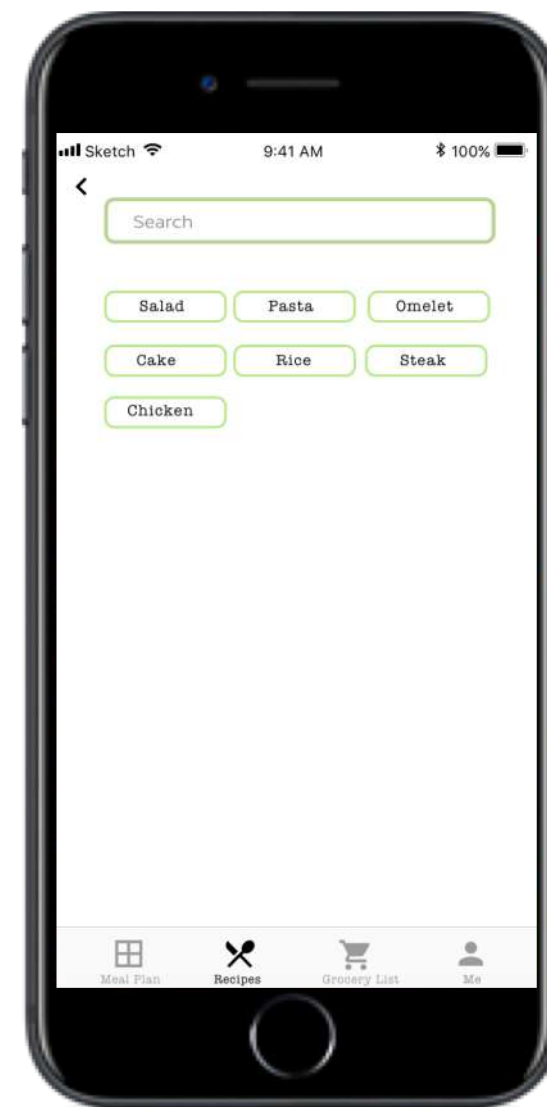 Sketch 9:41 AM 100%
Search
Salad Pasta Omelet
Cake Rice Steak
Chicken
Meal Plan Recipes Grocery List Me